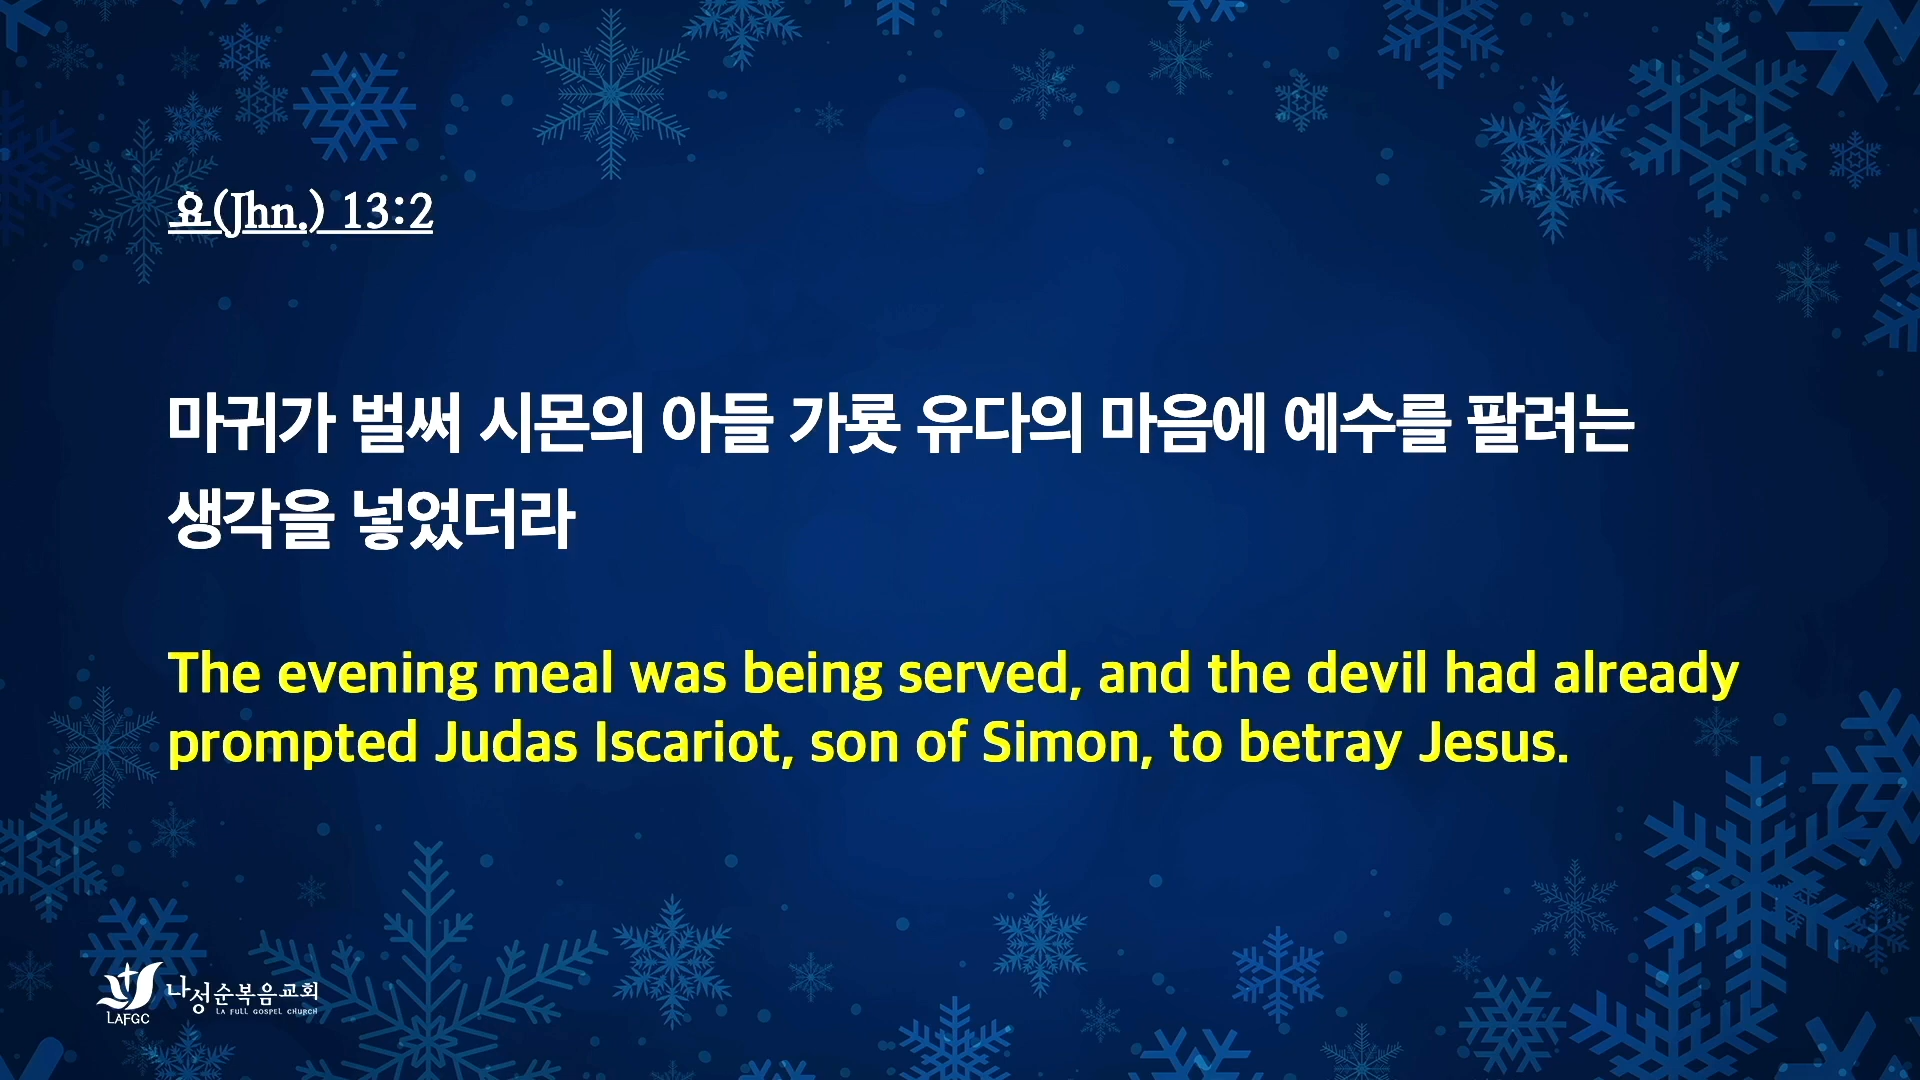 요(Jhn.) 13:2
마귀가 벌써 시몬의 아들 가룟 유다의 마음에 예수를 팔려는
생각을 넣었더라
The evening meal was being served, and the devil had already
prompted Judas Iscariot, son of Simon, to betray Jesus.
나성순복음교회
LA FULL GOSPEL CHURCH
LAFGC